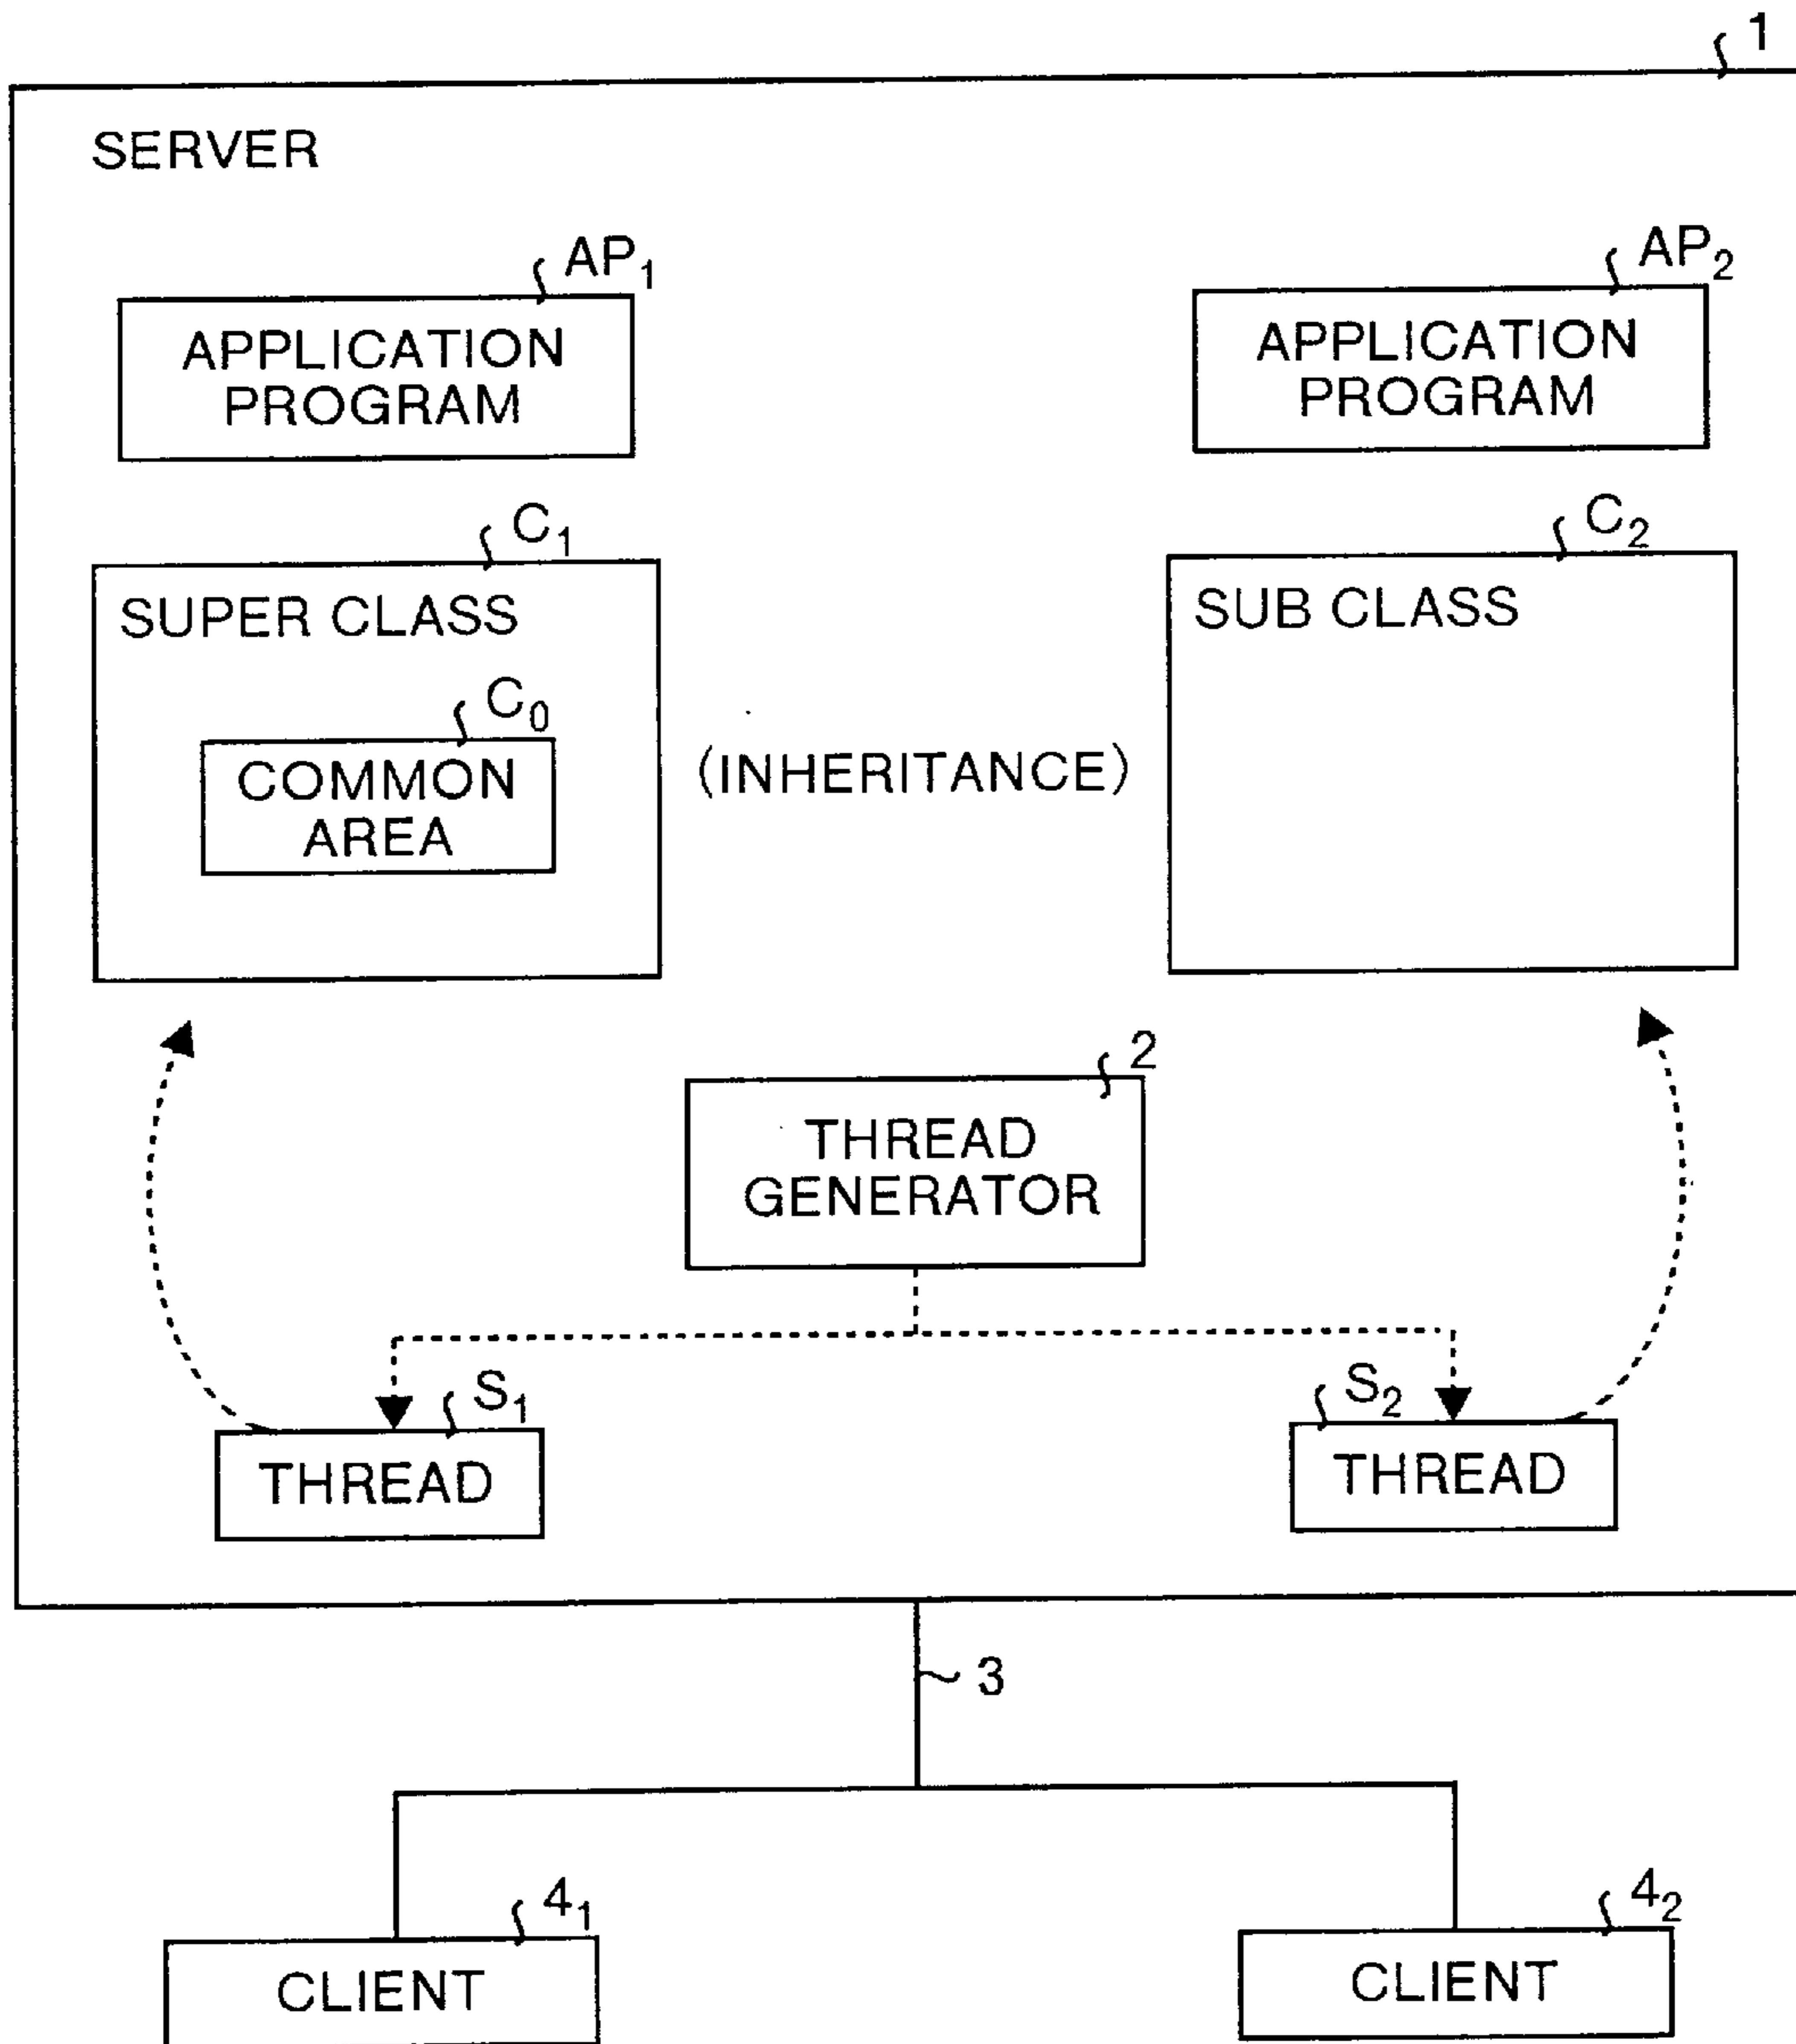 1
SERVER
AP₁
AP₂
APPLICATION
PROGRAM
APPLICATION
PROGRAM
C₁
C₂
SUPER CLASS
SUB CLASS
C₀
COMMON
AREA
(INHERITANCE)
2
THREAD
GENERATOR
S₁
S₂
THREAD
THREAD
3
4₁
4₂
CLIENT
CLIENT